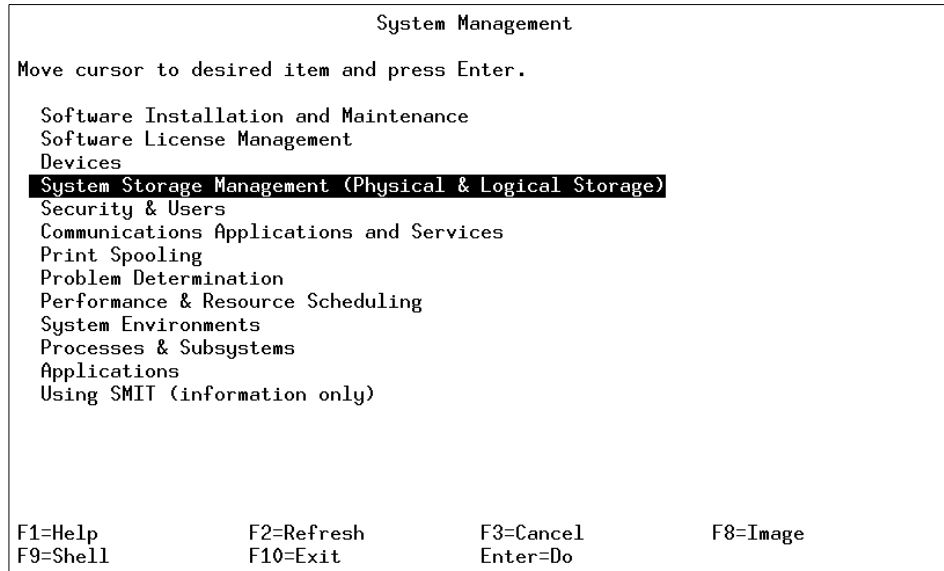 System Management
Move cursor to desired item and press Enter.
Software Installation and Maintenance
Software License Management
Devices
System Storage Management (Physical & Logical Storage)
Security & Users
Communications Applications and Services
Print Spooling
Problem Determination
Performance & Resource Scheduling
System Environments
Processes & Subsystems
Applications
Using SMIT (information only)
F1=Help F2=Refresh F3=Cancel F8=Image
F9=Shell F10=Exit Enter=Do